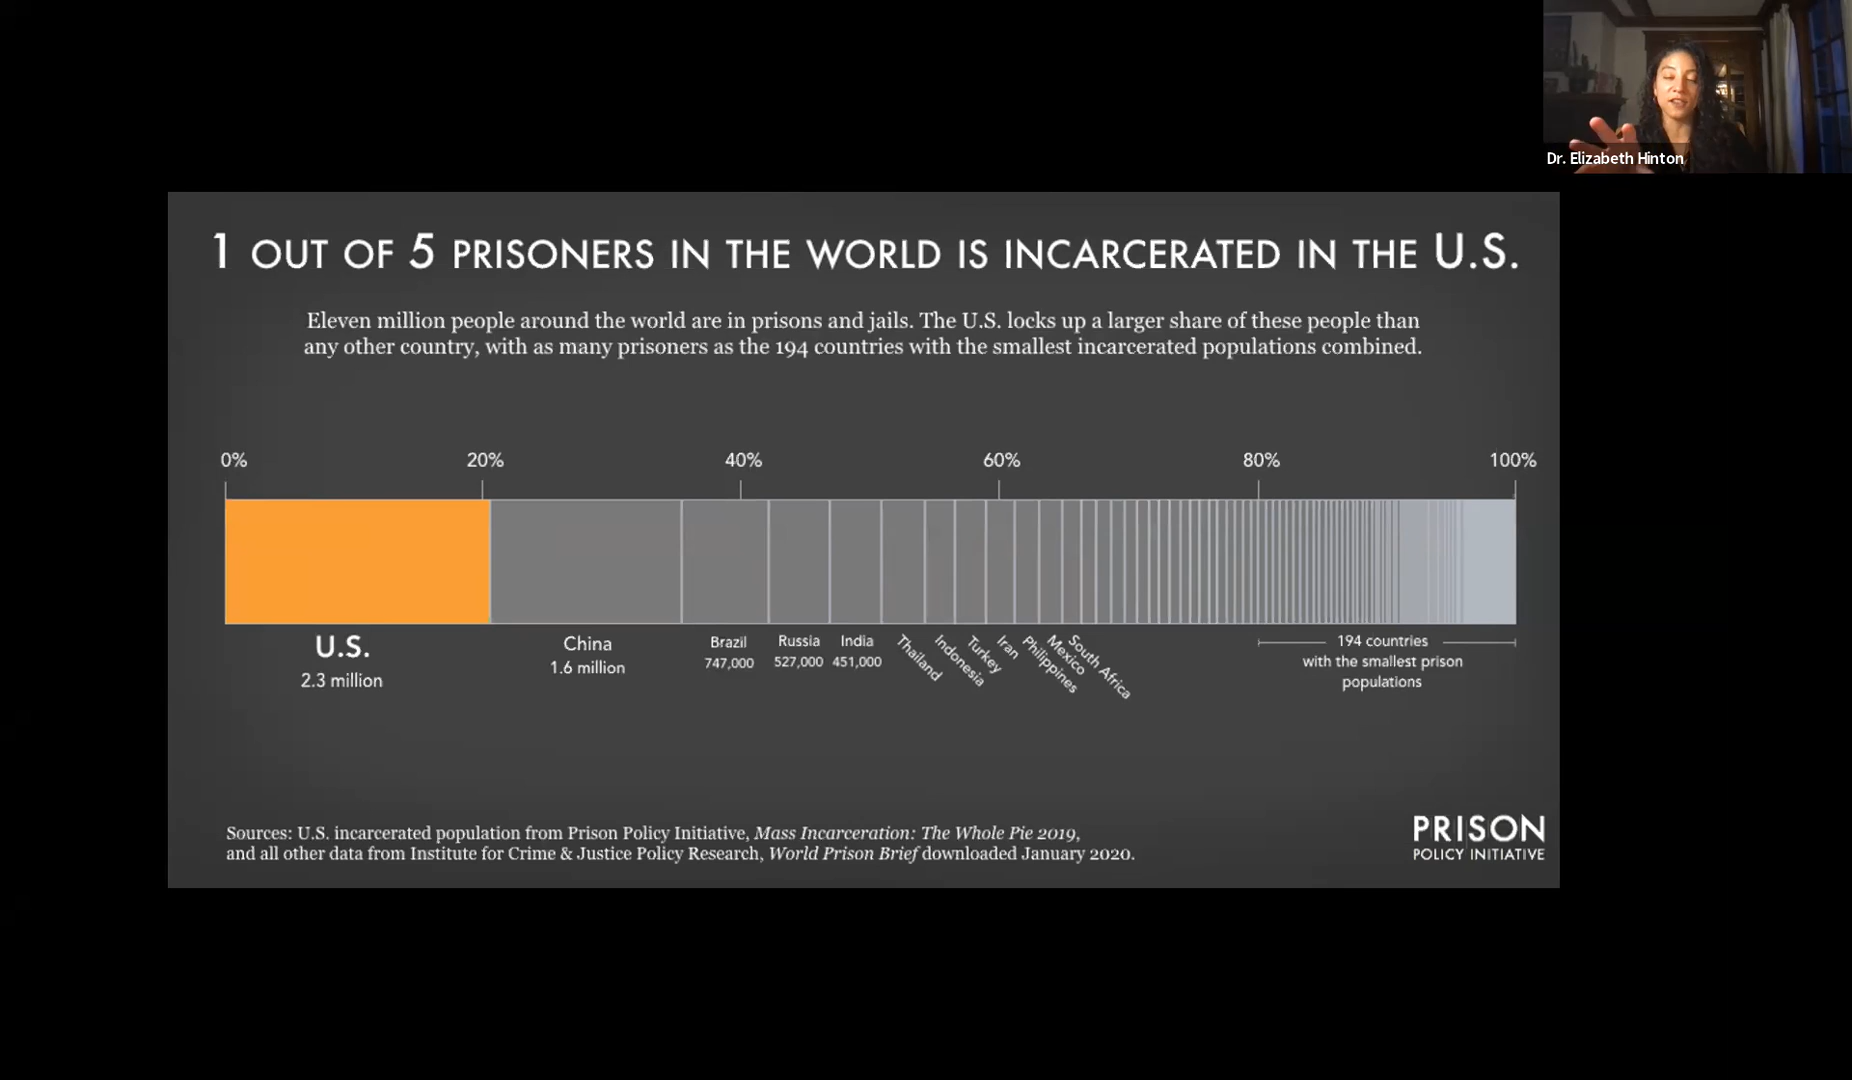 Dr. Elizabeth Hinton
1 OUT OF 5 PRISONERS IN THE WORLD IS INCARCERATED IN THE U.S.
Eleven million people around the world are in prisons and jails. The U.S. locks up a larger share of these people than
any other country, with as many prisoners as the 194 countries with the smallest incarcerated populations combined.
0% 20% 40% 60% 80% 100%
U.S.
2.3 million
China
1.6 million
Brazil
747,000
Russia
527,000
India
451,000
Thailand
Indonesia
Turkey
Iran
Philippines
Mexico
South Africa
194 countries
with the smallest prison
populations
Sources: U.S. incarcerated population from Prison Policy Initiative, Mass Incarceration: The Whole Pie 2019,
and all other data from Institute for Crime & Justice Policy Research, World Prison Brief downloaded January 2020.
PRISON
POLICY INITIATIVE